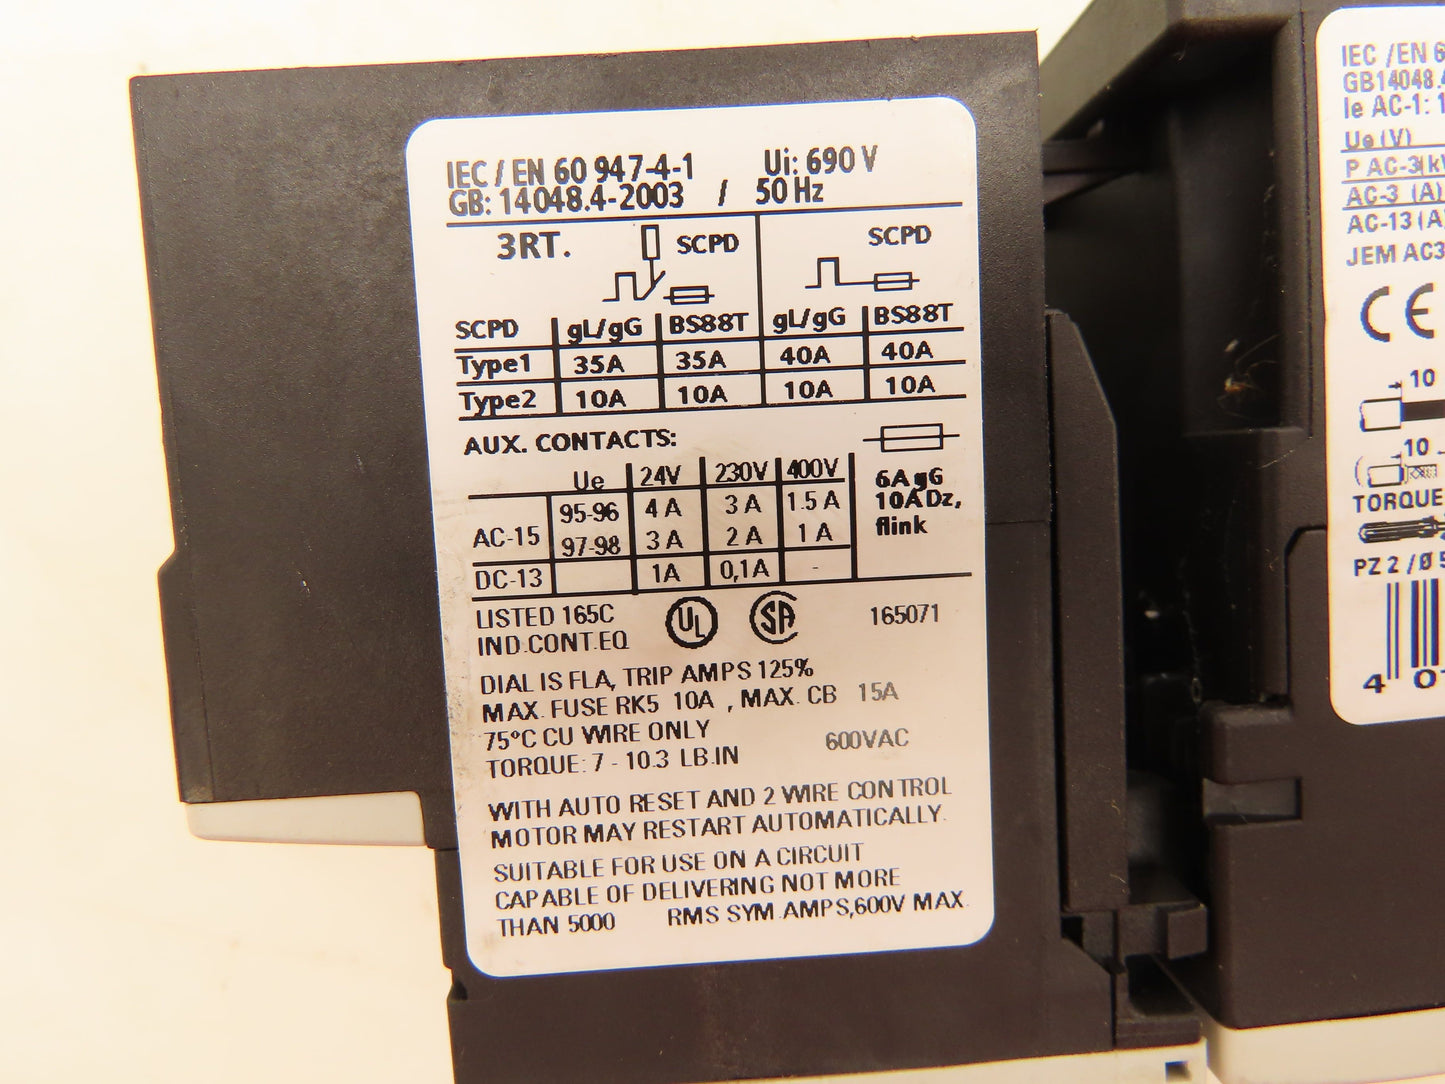 IEC / EN 60 947-4-1 Ui: 690 V
GB: 14048.4-2003 / 50 Hz
3RT. SCPD SCPD
SCPD gL/gG BS88T gL/gG BS88T
Type1 35A 35A 40A 40A
Type2 10A 10A 10A 10A
AUX. CONTACTS:
Ue 24V 230V 400V
AC-15 95-96 4 A 3 A 1.5 A
97-98 3 A 2 A 1 A
DC-13 1A 0,1A -
6A gG
10A Dz,
flink
LISTED 165C UL SA 165071
IND.CONT.EQ
DIAL IS FLA, TRIP AMPS 125%
MAX. FUSE RK5 10A , MAX. CB 15A
75°C CU WIRE ONLY 600VAC
TORQUE: 7 - 10.3 LB.IN
WITH AUTO RESET AND 2 WIRE CONTROL
MOTOR MAY RESTART AUTOMATICALLY.
SUITABLE FOR USE ON A CIRCUIT
CAPABLE OF DELIVERING NOT MORE
THAN 5000 RMS SYM.AMPS,600V MAX.
IEC /EN 6
GB14048.4
Ie AC-1: 1
Ue (V)
P AC-3(kW
AC-3 (A)
AC-13 (A)
JEM AC3
CE
10
10
TORQUE
PZ 2 / Ø 5
4 0